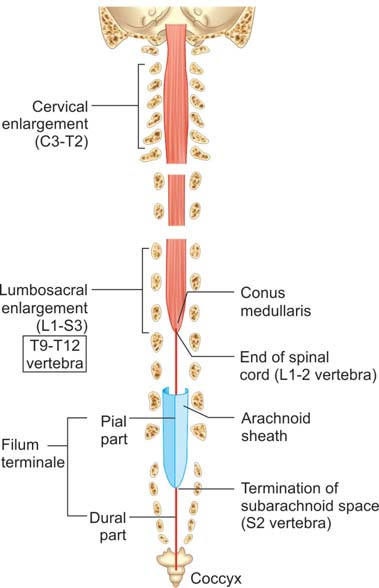 Cervical
enlargement
(C3-T2)
Lumbosacral
enlargement
(L1-S3)
T9-T12
vertebra
Conus
medullaris
End of spinal
cord (L1-2 vertebra)
Pial
part
Arachnoid
sheath
Filum
terminale
Termination of
subarachnoid space
(S2 vertebra)
Dural
part
Coccyx